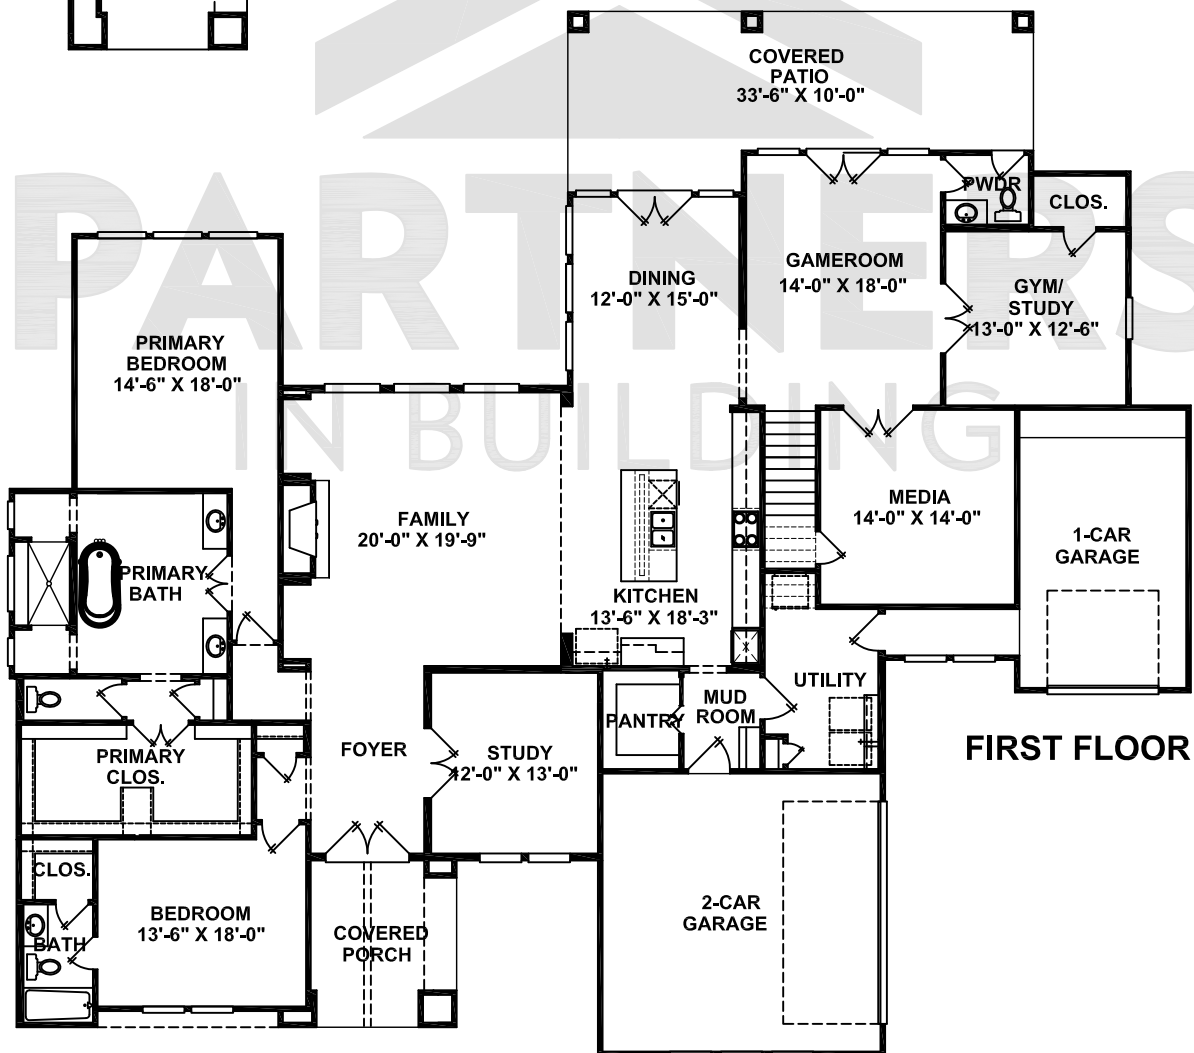 COVERED
PATIO
33'-6" X 10'-0"
PARTNERS
IN BUILDING
PWDR
CLOS.
GAMEROOM
14'-0" X 18'-0"
DINING
12'-0" X 15'-0"
GYM/
STUDY
13'-0" X 12'-6"
PRIMARY
BEDROOM
14'-6" X 18'-0"
FAMILY
20'-0" X 19'-9"
MEDIA
14'-0" X 14'-0"
1-CAR
GARAGE
PRIMARY
BATH
KITCHEN
13'-6" X 18'-3"
UTILITY
MUD
ROOM
PANTRY
FOYER
STUDY
12'-0" X 13'-0"
PRIMARY
CLOS.
FIRST FLOOR
CLOS.
BEDROOM
13'-6" X 18'-0"
BATH
COVERED
PORCH
2-CAR
GARAGE